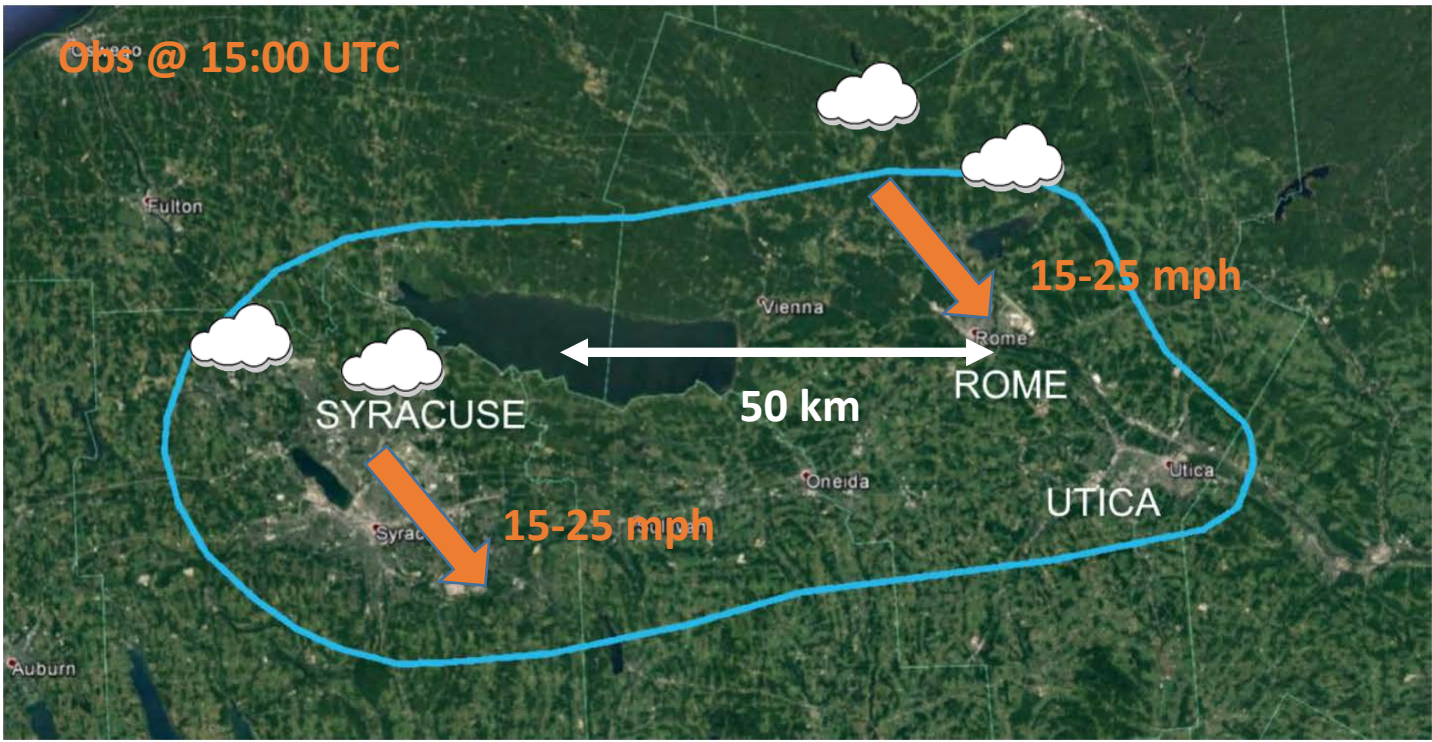 Oswego
Obs @ 15:00 UTC
Fulton
15-25 mph
Vienna
Rome
ROME
50 km
SYRACUSE
Oneida
Utica
UTICA
15-25 mph
Syrac
Auburn